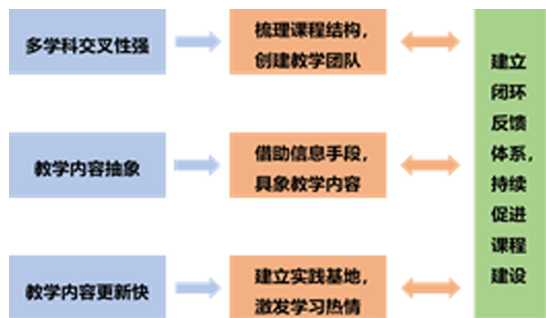 多学科交叉性强
梳理课程结构，
创建教学团队
教学内容抽象
借助信息手段，
具象教学内容
教学内容更新快
建立实践基地，
激发学习热情
建立
闭环
反馈
体系，
持续
促进
课程
建设